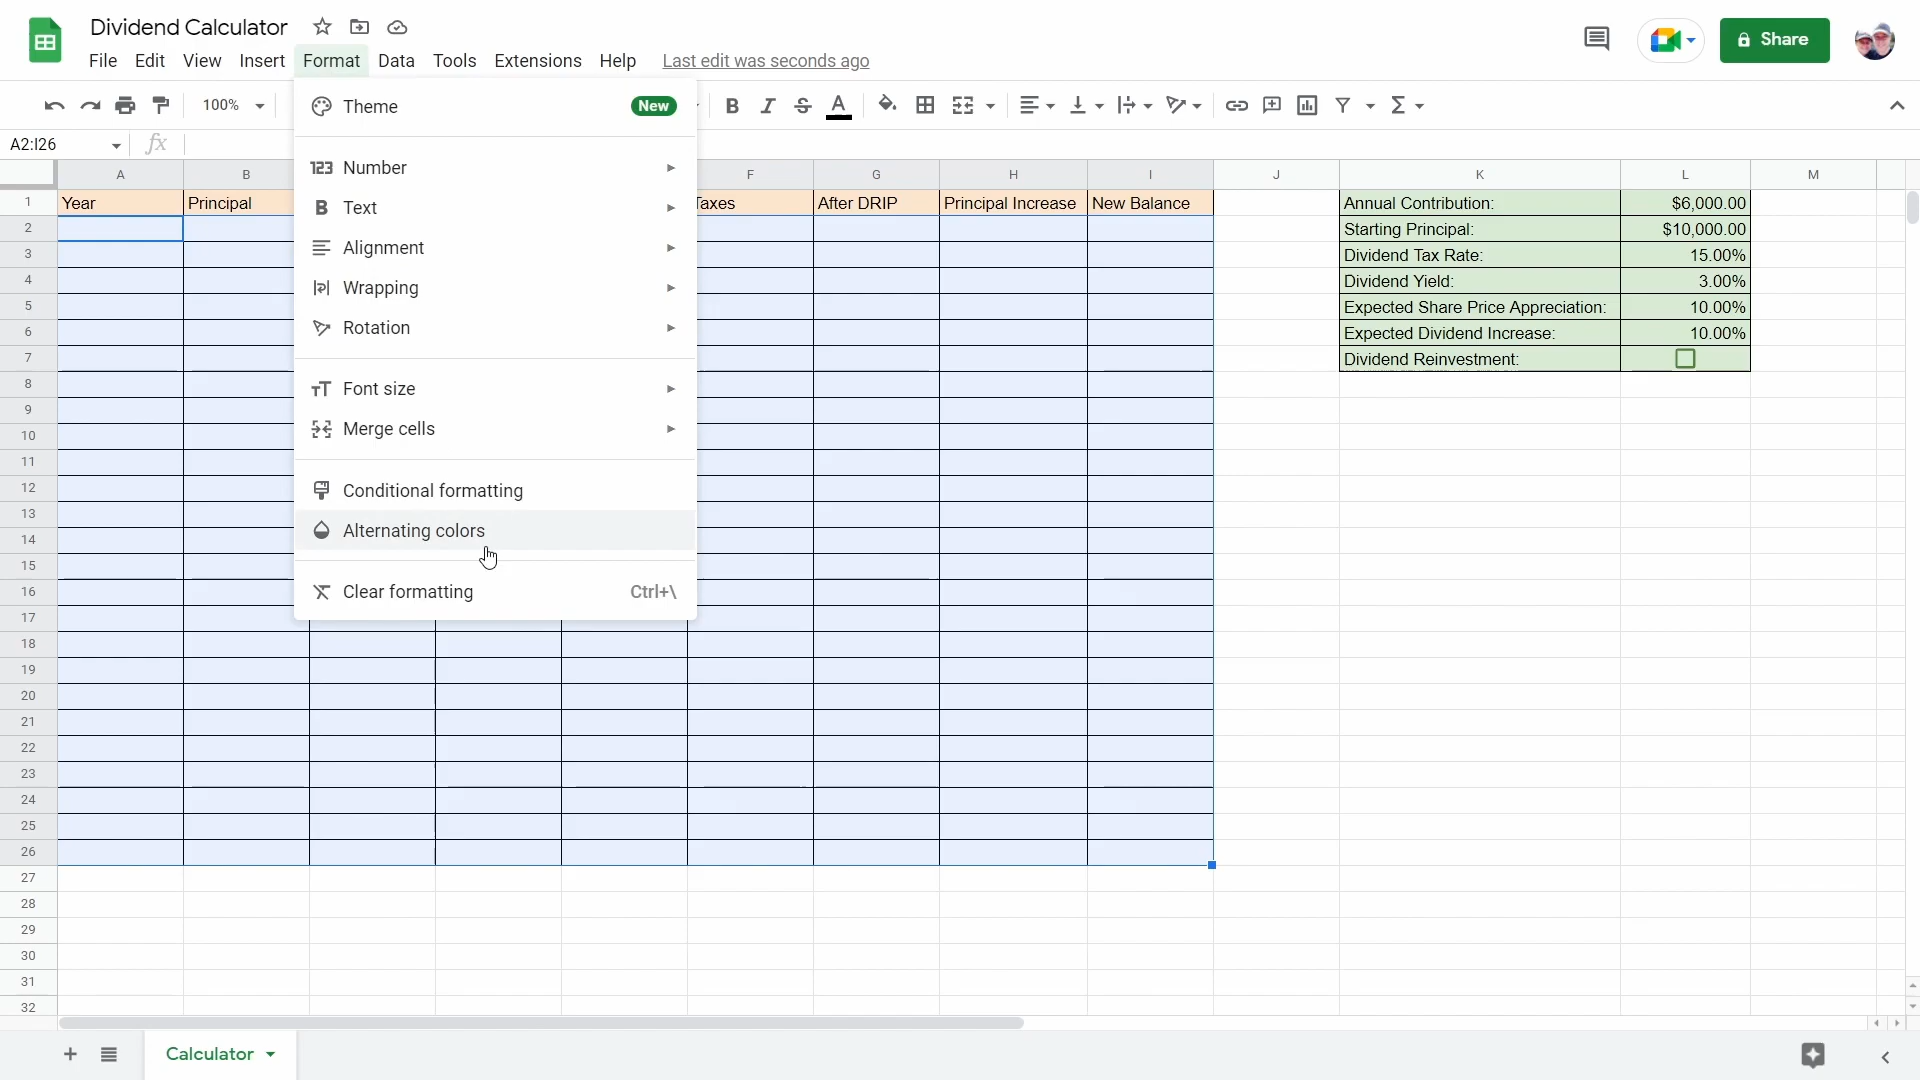 Dividend Calculator
File Edit View Insert Format Data Tools Extensions Help Last edit was seconds ago
Share
100%
B I S A
Σ
A2:I26
fx
Theme New
123 Number
B Text
Alignment
Wrapping
Rotation
Font size
Merge cells
Conditional formatting
Alternating colors
Clear formatting Ctrl+\
A B F G H I J K L M
1 Year Principal Taxes After DRIP Principal Increase New Balance Annual Contribution: $6,000.00
2 Starting Principal: $10,000.00
3 Dividend Tax Rate: 15.00%
4 Dividend Yield: 3.00%
5 Expected Share Price Appreciation: 10.00%
6 Expected Dividend Increase: 10.00%
7 Dividend Reinvestment:
8
9
10
11
12
13
14
15
16
17
18
19
20
21
22
23
24
25
26
27
28
29
30
31
32
Calculator